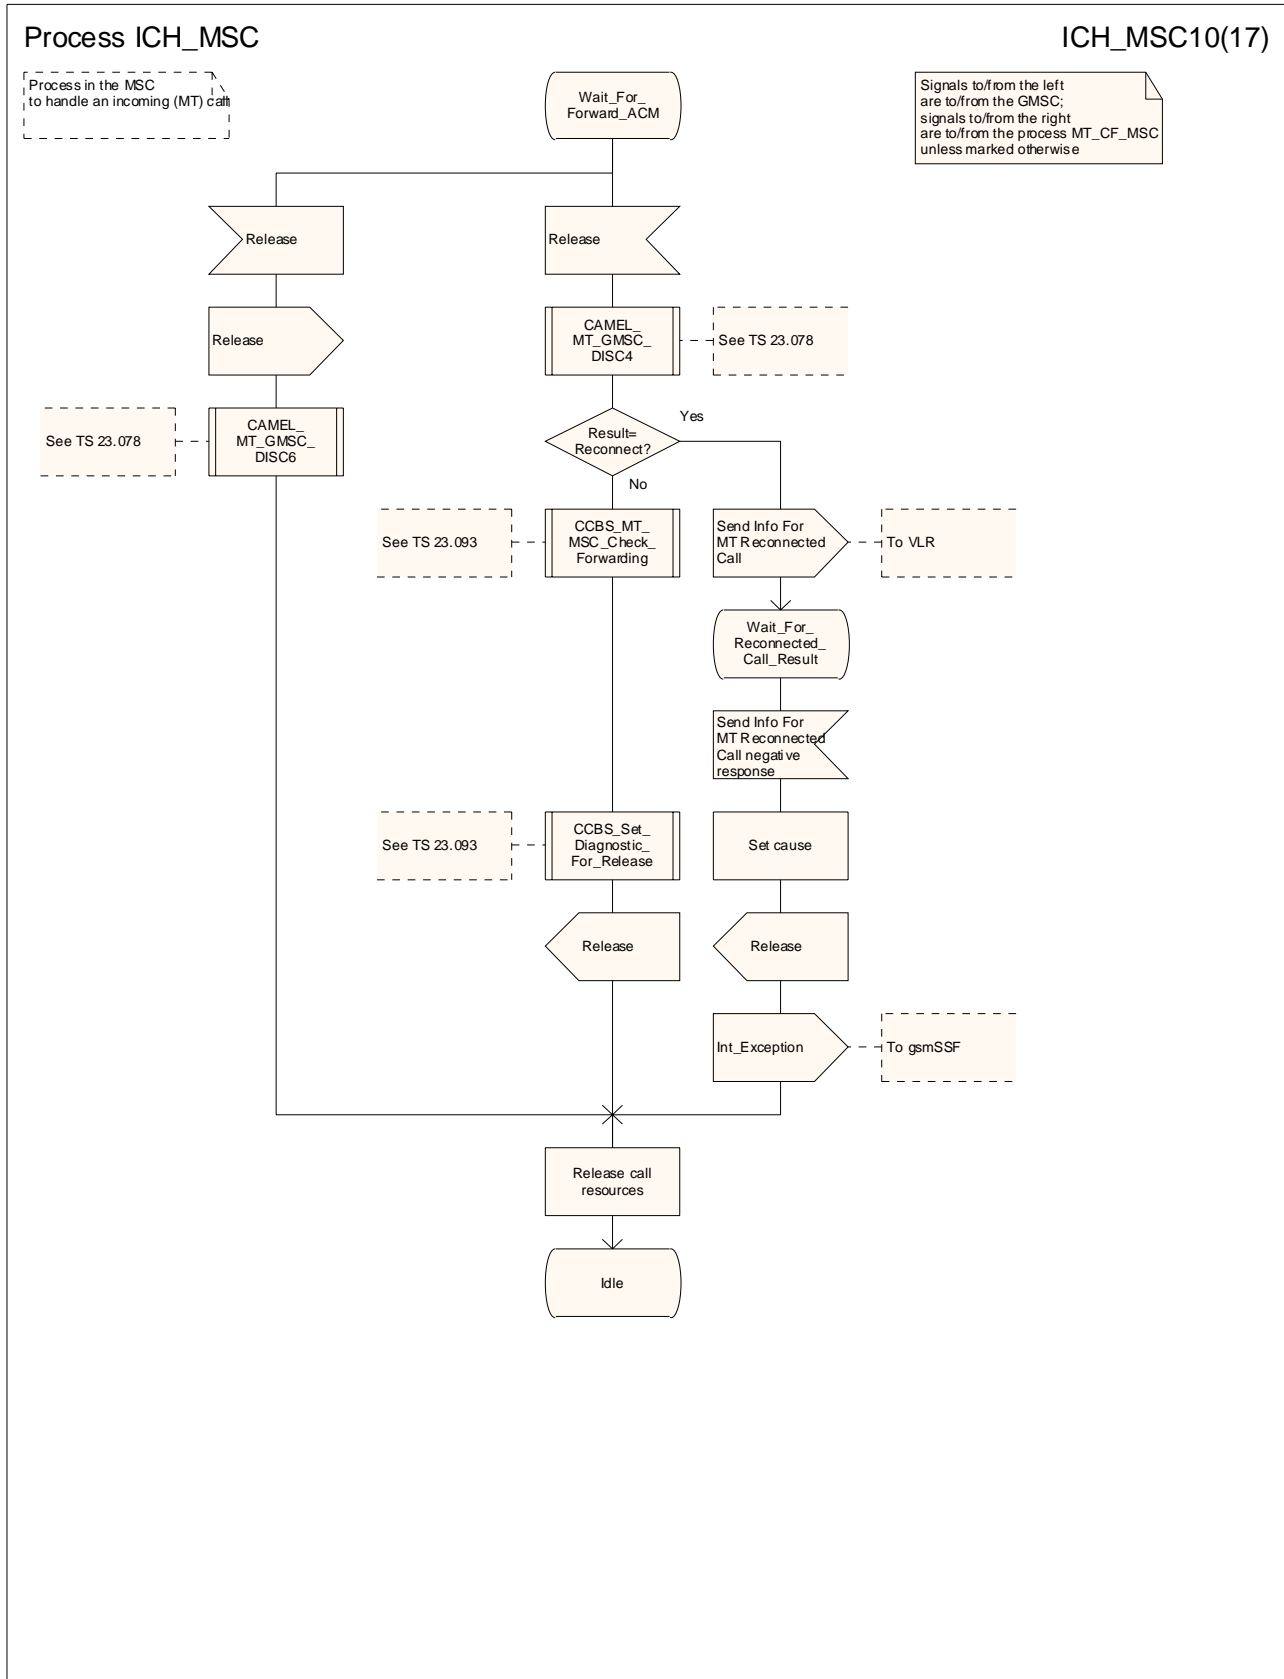 Process ICH_MSC
ICH_MSC10(17)
Process in the MSC
to handle an incoming (MT) call
Wait_For_
Forward_ACM
Signals to/from the left
are to/from the GMSC;
signals to/from the right
are to/from the process MT_CF_MSC
unless marked otherwise
Release
Release
Release
CAMEL_
MT_GMSC_
DISC4
See TS 23.078
See TS 23.078
CAMEL_
MT_GMSC_
DISC6
Result=
Reconnect?
Yes
No
See TS 23.093
CCBS_MT_
MSC_Check_
Forwarding
Send Info For
MT Reconnected
Call
To VLR
Wait_For_
Reconnected_
Call_Result
Send Info For
MT Reconnected
Call negative
response
See TS 23.093
CCBS_Set_
Diagnostic_
For_Release
Set cause
Release
Release
Int_Exception
To gsmSSF
Release call
resources
Idle